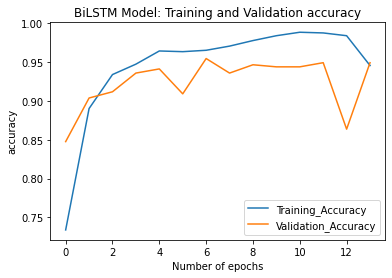 BiLSTM Model: Training and Validation accuracy
1.00
0.95
0.90
0.85
0.80
0.75
accuracy
0 2 4 6 8 10 12
Number of epochs
Training_Accuracy
Validation_Accuracy